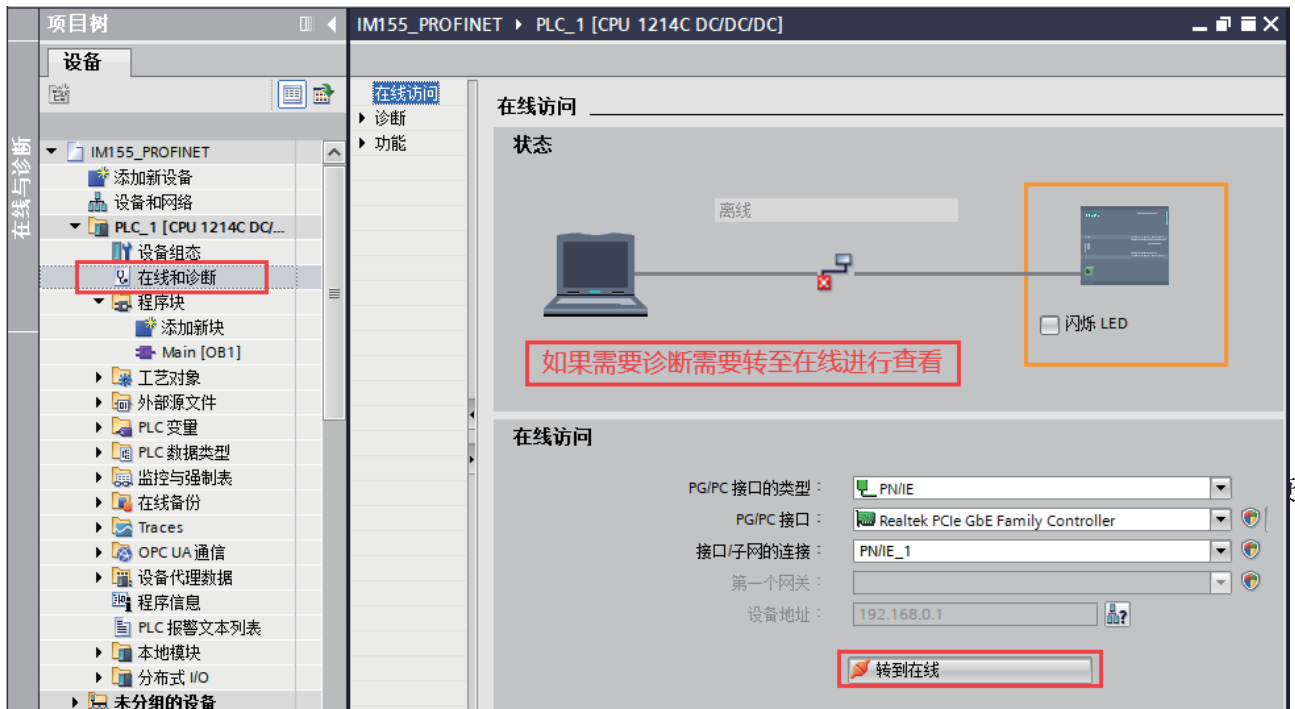 项目树
IM155_PROFINET ▸ PLC_1 [CPU 1214C DC/DC/DC]
设备
在线与诊断
IM155_PROFINET
添加新设备
设备和网络
PLC_1 [CPU 1214C DC/...
设备组态
在线和诊断
程序块
添加新块
Main [OB1]
工艺对象
外部源文件
PLC 变量
PLC 数据类型
监控与强制表
在线备份
Traces
OPC UA 通信
设备代理数据
程序信息
PLC 报警文本列表
本地模块
分布式 I/O
未分组的设备
在线访问
诊断
功能
在线访问
状态
离线
闪烁 LED
如果需要诊断需要转至在线进行查看
在线访问
PG/PC 接口的类型： PN/IE
PG/PC 接口： Realtek PCIe GbE Family Controller
接口/子网的连接： PN/IE_1
第一个网关：
设备地址： 192.168.0.1
转到在线